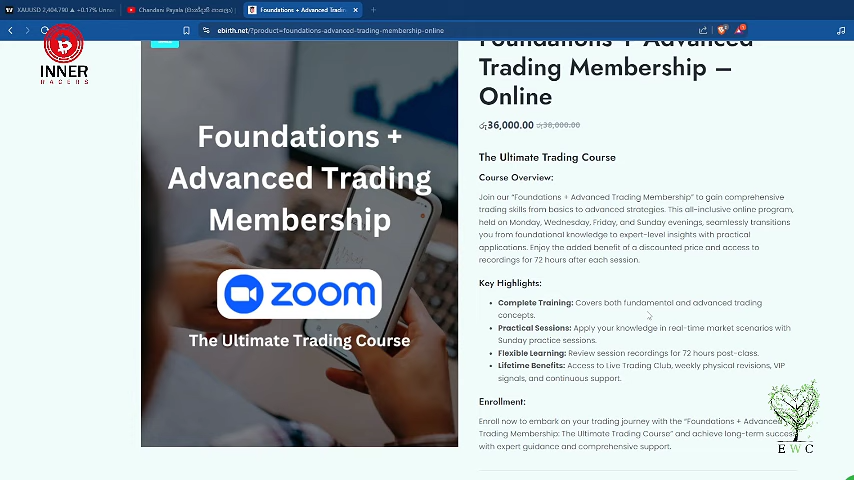 XAUUSD 2,404.790 ▲ +0.17% Unn
Foundations + Advanced Tradin
ebirth.net/?product=foundations-advanced-trading-membership-online
INNER
RACERS
Foundations + Advanced
Trading Membership –
Online
රු36,000.00 රු38,000.00
The Ultimate Trading Course
Course Overview:
Join our “Foundations + Advanced Trading Membership” to gain comprehensive
trading skills from basics to advanced strategies. This all-inclusive online program,
held on Monday, Wednesday, Friday, and Sunday evenings, seamlessly transitions
you from foundational knowledge to expert-level insights with practical
applications. Enjoy the added benefit of a discounted price and access to
recordings for 72 hours after each session.
Key Highlights:
Complete Training: Covers both fundamental and advanced trading
concepts.
Practical Sessions: Apply your knowledge in real-time market scenarios with
Sunday practice sessions.
Flexible Learning: Review session recordings for 72 hours post-class.
Lifetime Benefits: Access to Live Trading Club, weekly physical revisions, VIP
signals, and continuous support.
Enrollment:
Enroll now to embark on your trading journey with the “Foundations + Advanced
Trading Membership: The Ultimate Trading Course” and achieve long-term success
with expert guidance and comprehensive support.
Foundations +
Advanced Trading
Membership
zoom
The Ultimate Trading Course
EWC